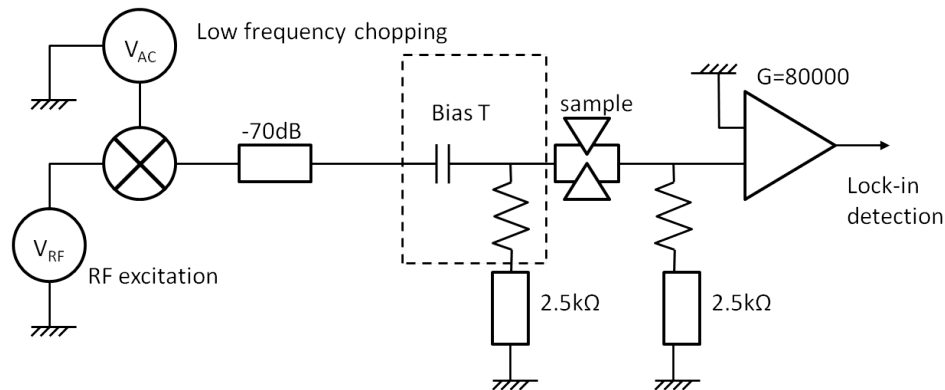 Low frequency chopping
V_AC
G=80000
sample
Bias T
-70dB
Lock-in
detection
V_RF
RF excitation
2.5kΩ
2.5kΩ